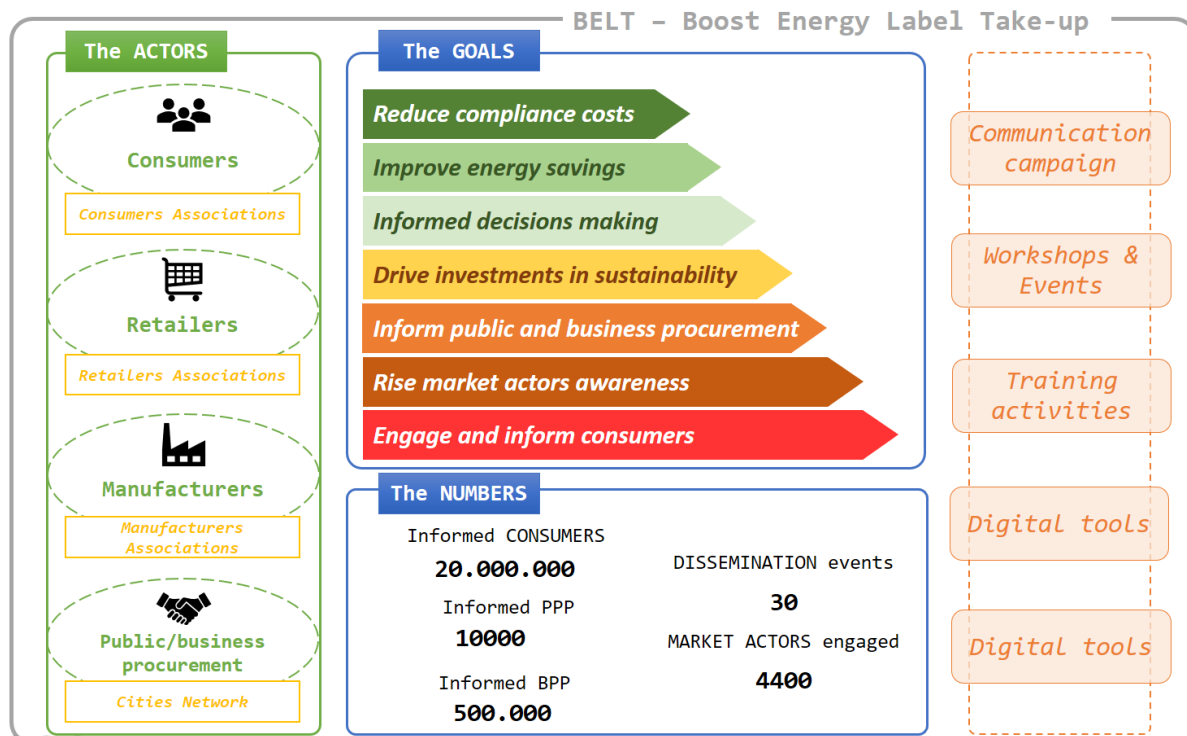 BELT – Boost Energy Label Take-up
The ACTORS
Consumers
Consumers Associations
Retailers
Retailers Associations
Manufacturers
Manufacturers
Associations
Public/business
procurement
Cities Network
The GOALS
Reduce compliance costs
Improve energy savings
Informed decisions making
Drive investments in sustainability
Inform public and business procurement
Rise market actors awareness
Engage and inform consumers
The NUMBERS
Informed CONSUMERS
20.000.000
Informed PPP
10000
Informed BPP
500.000
DISSEMINATION events
30
MARKET ACTORS engaged
4400
Communication
campaign
Workshops &
Events
Training
activities
Digital tools
Digital tools